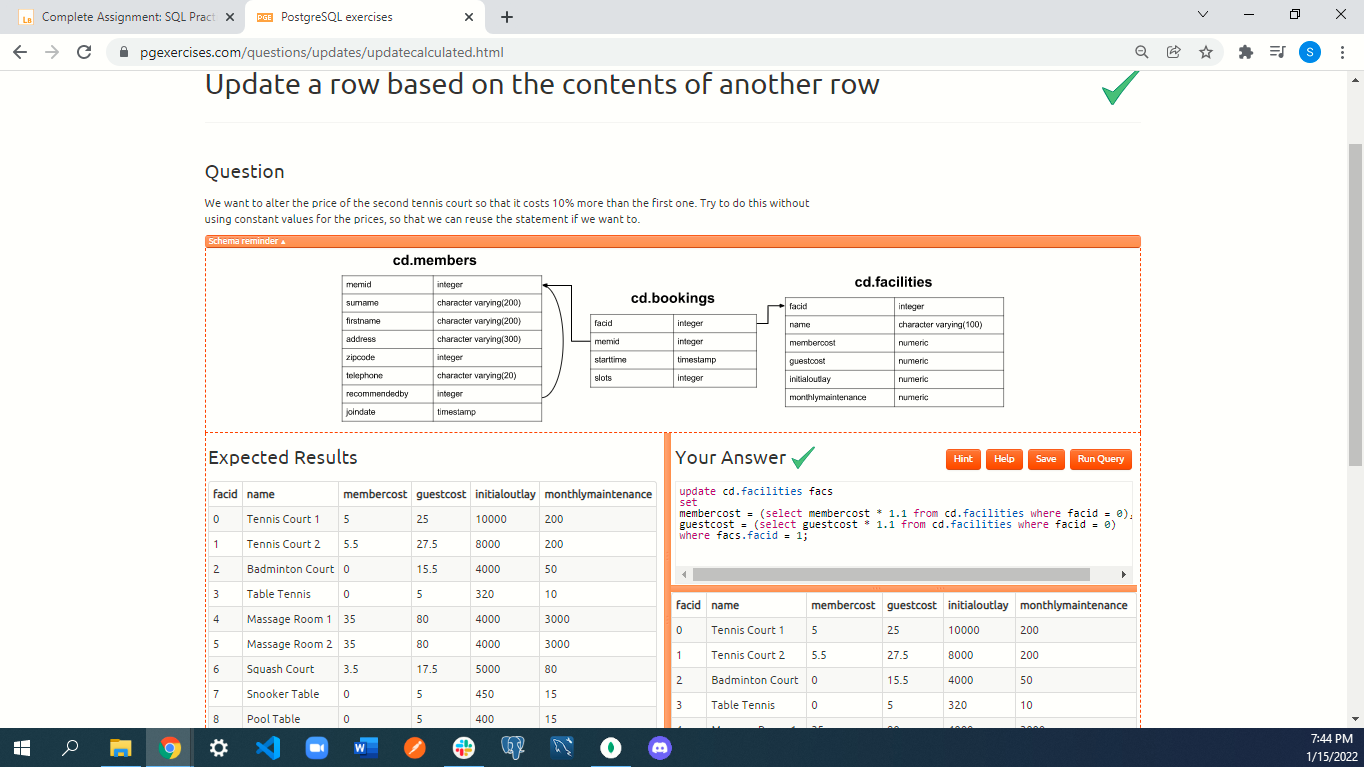 Complete Assignment: SQL Pract
PostgreSQL exercises
pgexercises.com/questions/updates/updatecalculated.html
S
Update a row based on the contents of another row
Question
We want to alter the price of the second tennis court so that it costs 10% more than the first one. Try to do this without
using constant values for the prices, so that we can reuse the statement if we want to.
Schema reminder ▴
cd.members
memid integer
surname character varying(200)
firstname character varying(200)
address character varying(300)
zipcode integer
telephone character varying(20)
recommendedby integer
joindate timestamp
cd.bookings
facid integer
memid integer
starttime timestamp
slots integer
cd.facilities
facid integer
name character varying(100)
membercost numeric
guestcost numeric
initialoutlay numeric
monthlymaintenance numeric
Expected Results
facid name membercost guestcost initialoutlay monthlymaintenance
0 Tennis Court 1 5 25 10000 200
1 Tennis Court 2 5.5 27.5 8000 200
2 Badminton Court 0 15.5 4000 50
3 Table Tennis 0 5 320 10
4 Massage Room 1 35 80 4000 3000
5 Massage Room 2 35 80 4000 3000
6 Squash Court 3.5 17.5 5000 80
7 Snooker Table 0 5 450 15
8 Pool Table 0 5 400 15
Your Answer
Hint Help Save Run Query
update cd.facilities facs
set
membercost = (select membercost * 1.1 from cd.facilities where facid = 0),
guestcost = (select guestcost * 1.1 from cd.facilities where facid = 0)
where facs.facid = 1;
facid name membercost guestcost initialoutlay monthlymaintenance
0 Tennis Court 1 5 25 10000 200
1 Tennis Court 2 5.5 27.5 8000 200
2 Badminton Court 0 15.5 4000 50
3 Table Tennis 0 5 320 10
7:44 PM
1/15/2022